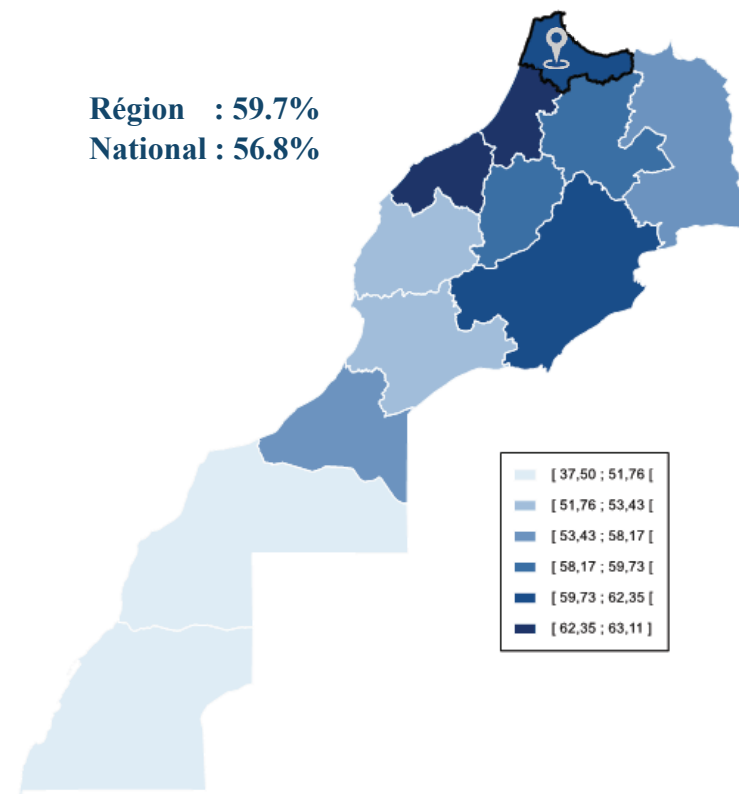 Région : 59.7%
National : 56.8%
[ 37,50 ; 51,76 [
[ 51,76 ; 53,43 [
[ 53,43 ; 58,17 [
[ 58,17 ; 59,73 [
[ 59,73 ; 62,35 [
[ 62,35 ; 63,11 ]